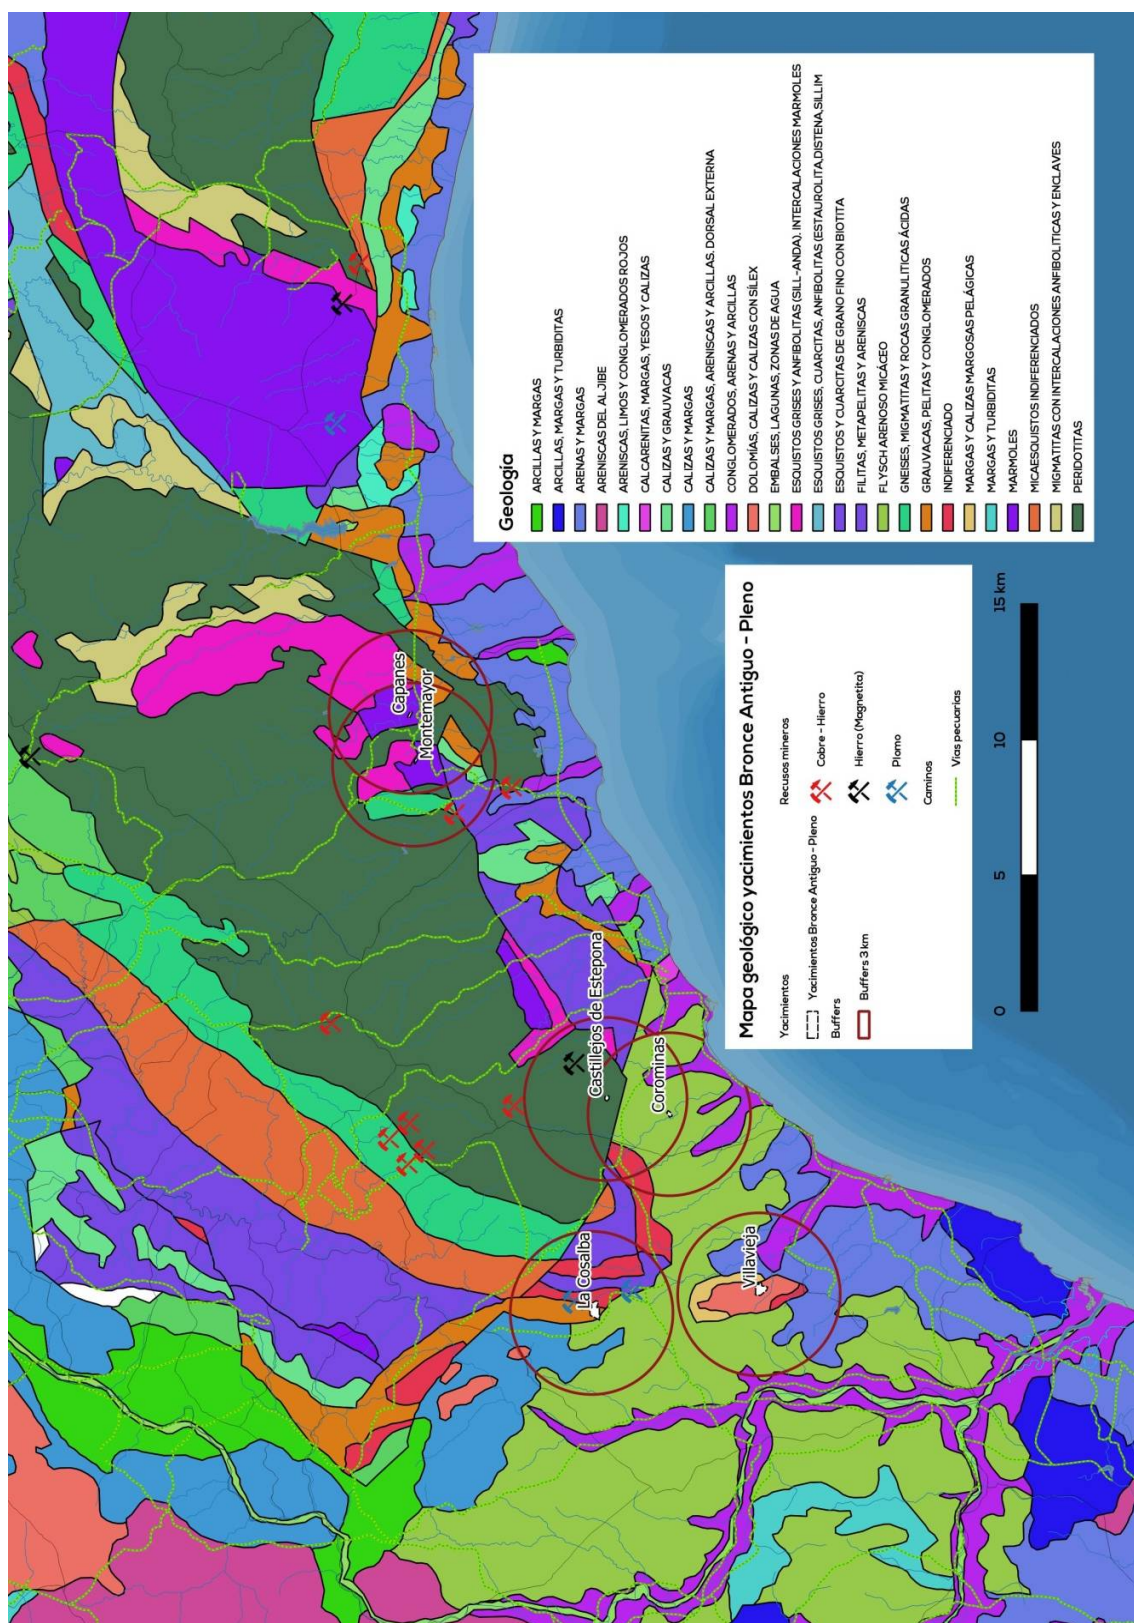 Capanes
Montemayor
Castillejos de Estepona
Corominas
La Cosalba
Villavieja
Geología
ARCILLAS Y MARGAS
ARCILLAS, MARGAS Y TURBIDITAS
ARENAS Y MARGAS
ARENISCAS DEL ALJIBE
ARENISCAS, LIMOS Y CONGLOMERADOS ROJOS
CALCARENITAS, MARGAS, YESOS Y CALIZAS
CALIZAS Y GRAUVACAS
CALIZAS Y MARGAS
CALIZAS Y MARGAS, ARENISCAS Y ARCILLAS. DORSAL EXTERNA
CONGLOMERADOS, ARENAS Y ARCILLAS
DOLOMÍAS, CALIZAS Y CALIZAS CON SÍLEX
EMBALSES, LAGUNAS, ZONAS DE AGUA
ESQUISTOS GRISES Y ANFIBOLITAS (SILL-ANDA). INTERCALACIONES MARMOLES
ESQUISTOS GRISES, CUARCITAS, ANFIBOLITAS (ESTAUROLITA,DISTENA,SILLIM
ESQUISTOS Y CUARCITAS DE GRANO FINO CON BIOTITA
FILITAS, METAPELITAS Y ARENISCAS
FLYSCH ARENOSO MICÁCEO
GNEISES, MIGMATITAS Y ROCAS GRANULITICAS ÁCIDAS
GRAUVACAS, PELITAS Y CONGLOMERADOS
INDIFERENCIADO
MARGAS Y CALIZAS MARGOSAS PELÁGICAS
MARGAS Y TURBIDITAS
MARMOLES
MICAESQUISTOS INDIFERENCIADOS
MIGMATITAS CON INTERCALACIONES ANFIBOLITICAS Y ENCLAVES
PERIDOTITAS
Mapa geológico yacimientos Bronce Antiguo - Pleno
Yacimientos
Yacimientos Bronce Antiguo - Pleno
Buffers
Buffers 3 km
Recusos mineros
Cobre - Hierro
Hierro (Magnetita)
Plomo
Caminos
Vias pecuarias
0 5 10 15 km